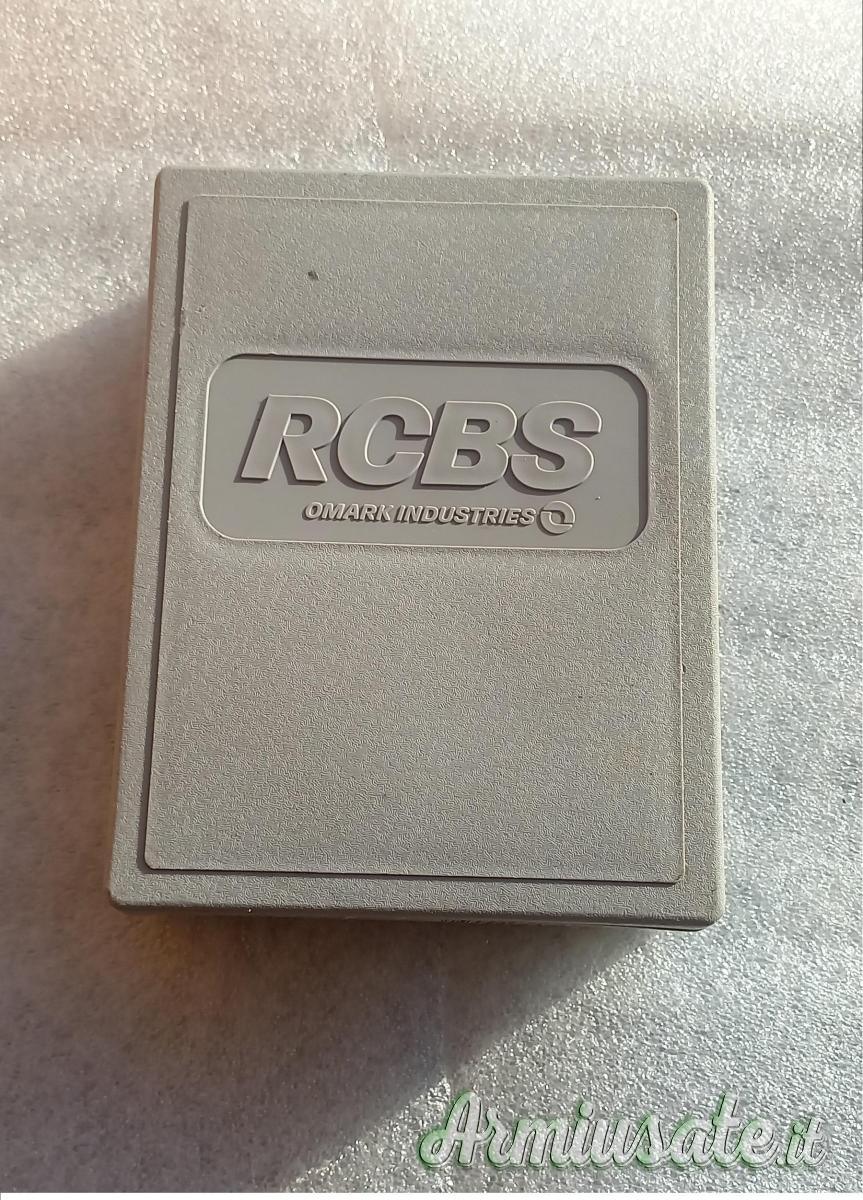 RCBS
OMARK INDUSTRIES
Armiusate.it